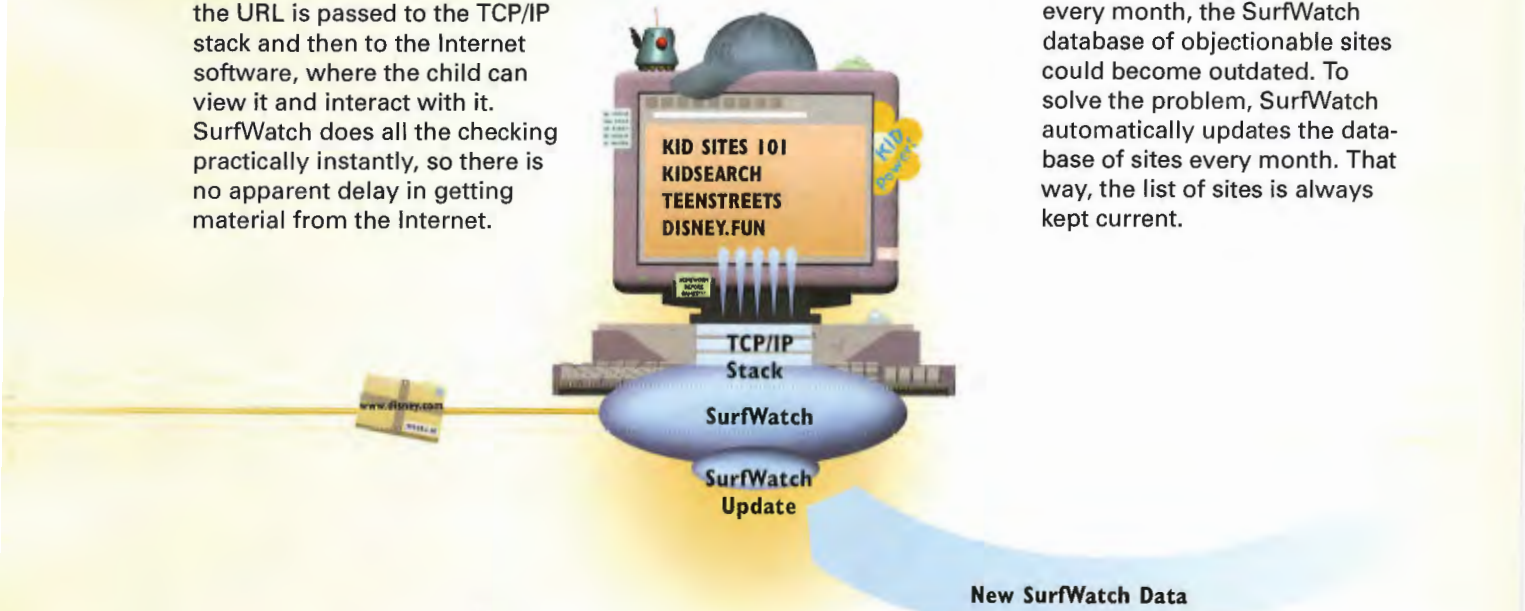 the URL is passed to the TCP/IP
stack and then to the Internet
software, where the child can
view it and interact with it.
SurfWatch does all the checking
practically instantly, so there is
no apparent delay in getting
material from the Internet.
KID SITES 101
KIDSEARCH
TEENSTREETS
DISNEY.FUN
KID
Power!
HOMEWORK
BEFORE
GAMES!!!
TCP/IP
Stack
www.disney.com
SurfWatch
SurfWatch
Update
every month, the SurfWatch
database of objectionable sites
could become outdated. To
solve the problem, SurfWatch
automatically updates the data-
base of sites every month. That
way, the list of sites is always
kept current.
New SurfWatch Data